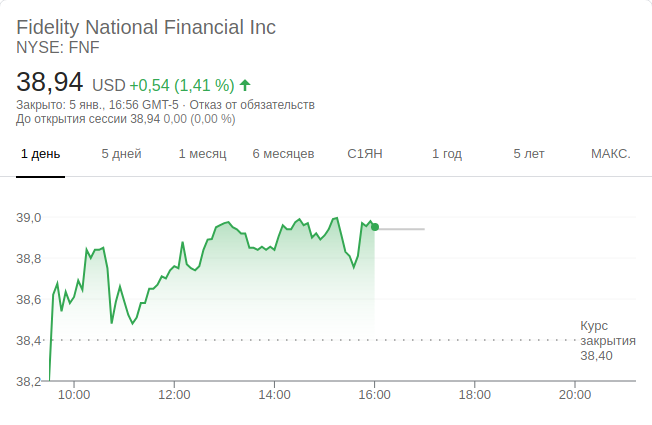 Fidelity National Financial Inc
NYSE: FNF
38,94 USD +0,54 (1,41 %)
Закрыто: 5 янв., 16:56 GMT-5 · Отказ от обязательств
До открытия сессии 38,94 0,00 (0,00 %)
1 день 5 дней 1 месяц 6 месяцев С1ЯН 1 год 5 лет МАКС.
39,0
38,8
38,6
Курс
38,4 закрытия
38,40
38,2
10:00 12:00 14:00 16:00 18:00 20:00